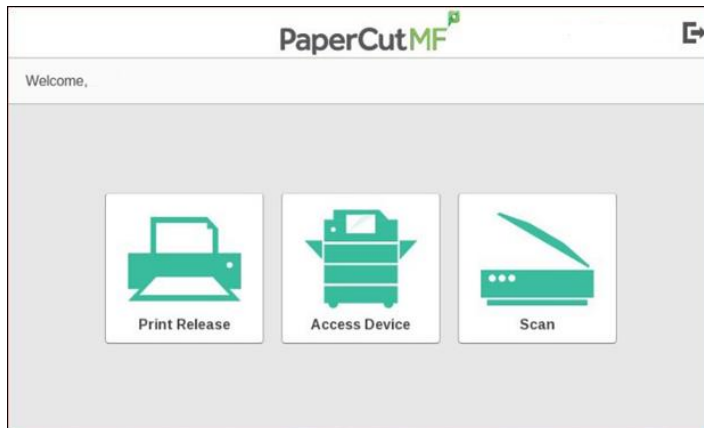 PaperCutMF
Welcome,
Print Release
Access Device
Scan